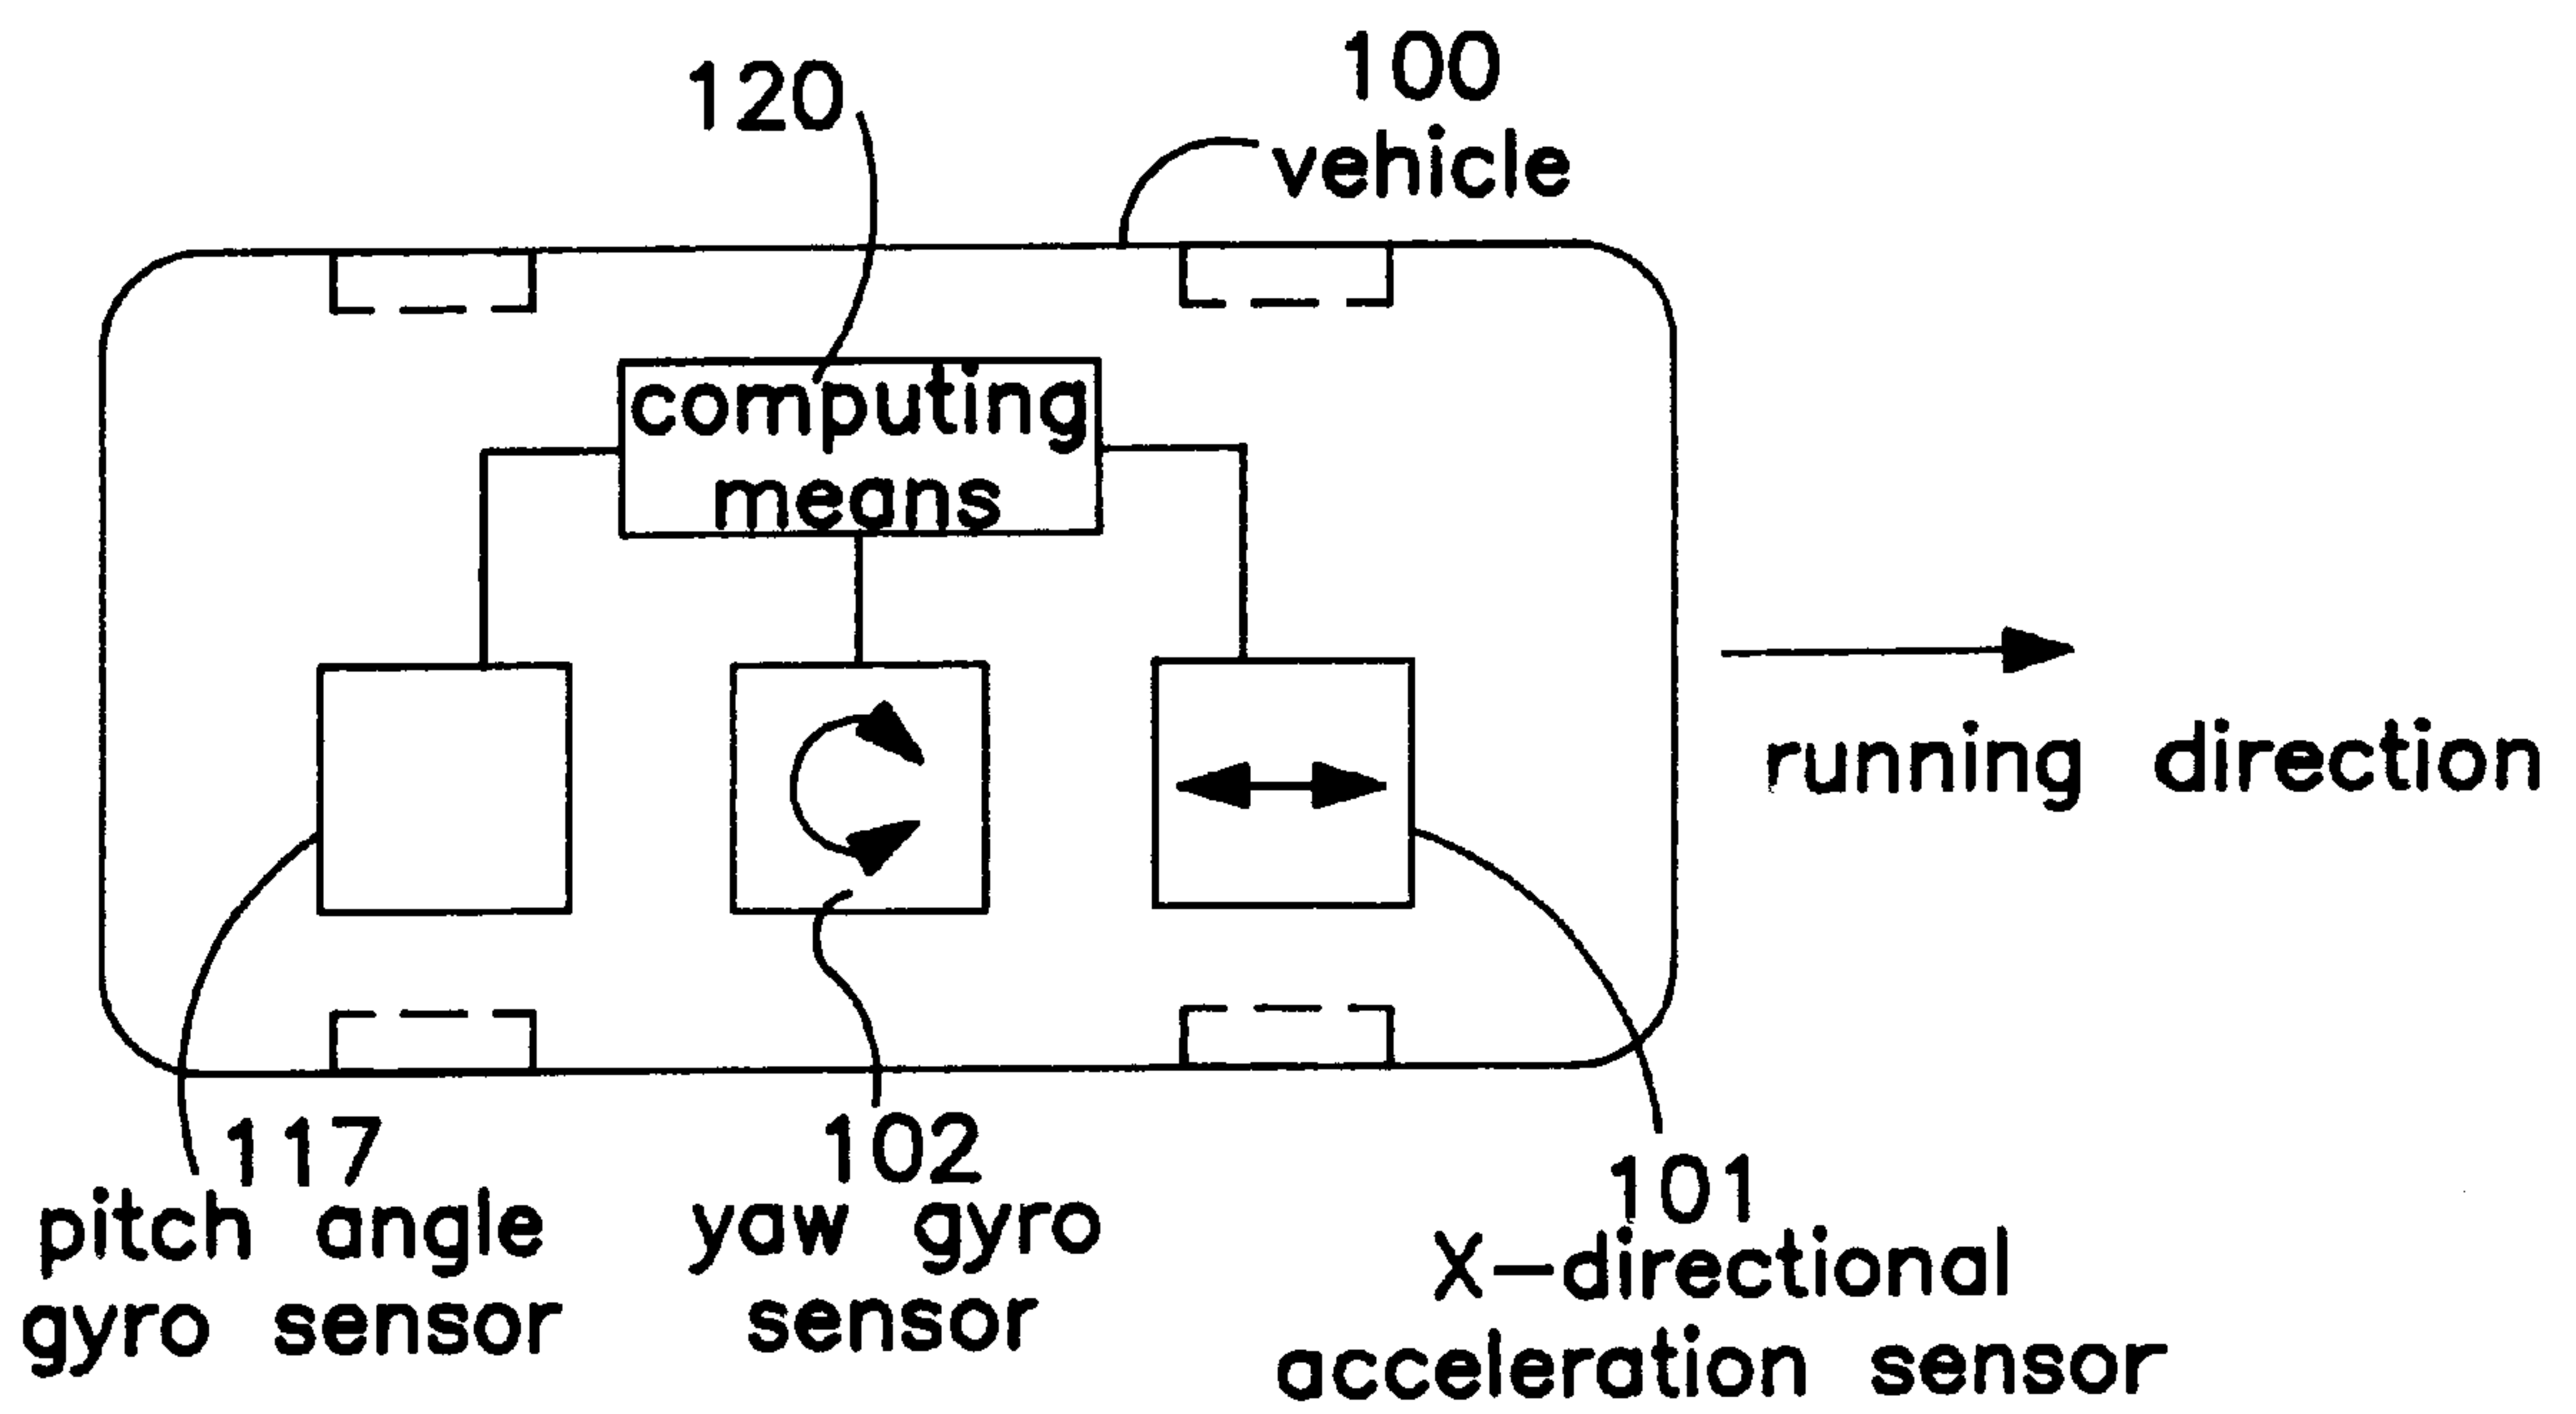 120
100
vehicle
computing
means
running direction
117
pitch angle
gyro sensor
102
yaw gyro
sensor
101
X-directional
acceleration sensor